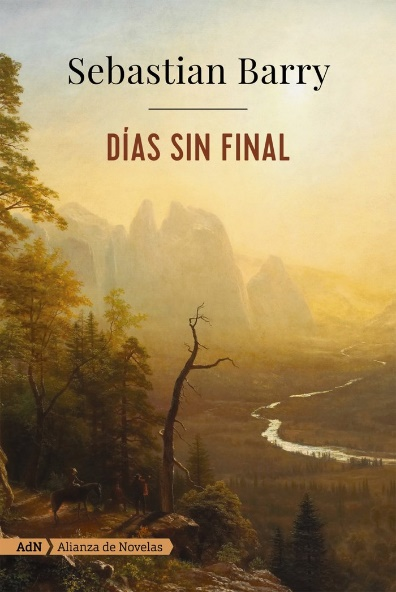 Sebastian Barry
DÍAS SIN FINAL
AdN Alianza de Novelas